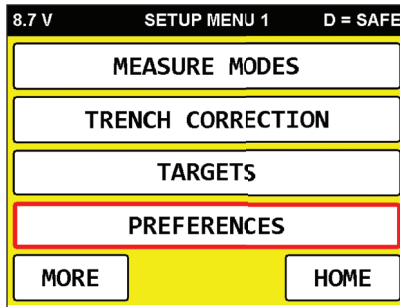 8.7 V SETUP MENU 1 D = SAFE
MEASURE MODES
TRENCH CORRECTION
TARGETS
PREFERENCES
MORE HOME